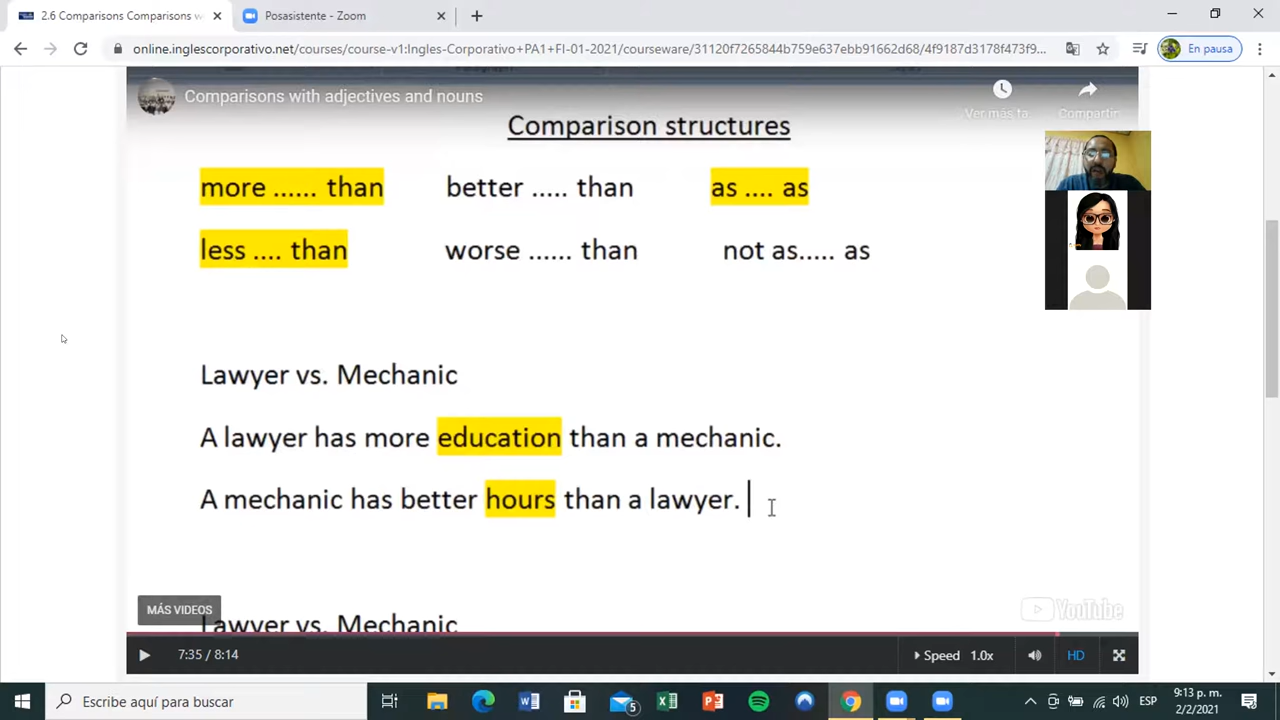 2.6 Comparisons Comparisons w
Posasistente - Zoom
online.inglescorporativo.net/courses/course-v1:Ingles-Corporativo+PA1+FI-01-2021/courseware/31120f7265844b759e637ebb91662d68/4f9187d3178f473f9...
En pausa
Comparisons with adjectives and nouns
Ver más ta
Compartir
Comparison structures
more ...... than better ..... than as .... as
less .... than worse ...... than not as..... as
Lawyer vs. Mechanic
A lawyer has more education than a mechanic.
A mechanic has better hours than a lawyer.
MÁS VIDEOS
YouTube
Lawyer vs. Mechanic
7:35 / 8:14
Speed 1.0x
HD
Escribe aquí para buscar
5
ESP
9:13 p. m.
2/2/2021